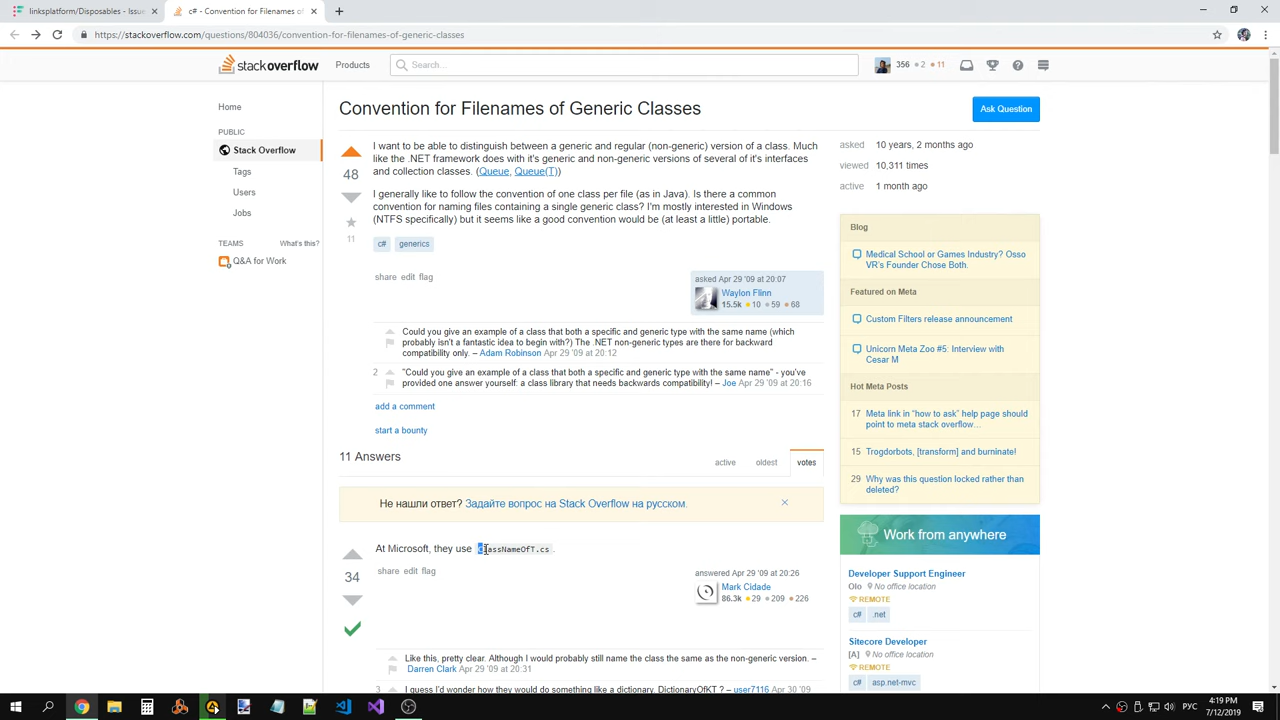 linksplatform/Disposables - Issue
c# - Convention for Filenames of
https://stackoverflow.com/questions/804036/convention-for-filenames-of-generic-classes
stack overflow
Products
Search...
356 2 11
Home
PUBLIC
Stack Overflow
Tags
Users
Jobs
TEAMS What's this?
Q&A for Work
Convention for Filenames of Generic Classes
Ask Question
48
11
I want to be able to distinguish between a generic and regular (non-generic) version of a class. Much
like the .NET framework does with it's generic and non-generic versions of several of it's interfaces
and collection classes. (Queue, Queue(T))
I generally like to follow the convention of one class per file (as in Java). Is there a common
convention for naming files containing a single generic class? I'm mostly interested in Windows
(NTFS specifically) but it seems like a good convention would be (at least a little) portable.
c# generics
share edit flag
asked Apr 29 '09 at 20:07
Waylon Flinn
15.5k 10 59 68
Could you give an example of a class that both a specific and generic type with the same name (which
probably isn't a fantastic idea to begin with?) The .NET non-generic types are there for backward
compatibility only. – Adam Robinson Apr 29 '09 at 20:12
2 "Could you give an example of a class that both a specific and generic type with the same name" - you've
provided one answer yourself: a class library that needs backwards compatibility! – Joe Apr 29 '09 at 20:16
add a comment
start a bounty
11 Answers
active oldest votes
Не нашли ответ? Задайте вопрос на Stack Overflow на русском.
34
At Microsoft, they use ClassNameOfT.cs.
share edit flag
answered Apr 29 '09 at 20:26
Mark Cidade
86.3k 29 209 226
Like this, pretty clear. Although I would probably still name the class the same as the non-generic version. –
Darren Clark Apr 29 '09 at 20:31
3 I guess I'd wonder how they would do something like a dictionary. DictionaryOfKT ? – user7116 Apr 30 '09
asked 10 years, 2 months ago
viewed 10,311 times
active 1 month ago
Blog
Medical School or Games Industry? Osso
VR's Founder Chose Both.
Featured on Meta
Custom Filters release announcement
Unicorn Meta Zoo #5: Interview with
Cesar M
Hot Meta Posts
17 Meta link in "how to ask" help page should
point to meta stack overflow…
15 Trogdorbots, [transform] and burninate!
29 Why was this question locked rather than
deleted?
Work from anywhere
Developer Support Engineer
Olo No office location
REMOTE
c# .net
Sitecore Developer
[A] No office location
REMOTE
c# asp.net-mvc
РУС
4:19 PM
7/12/2019